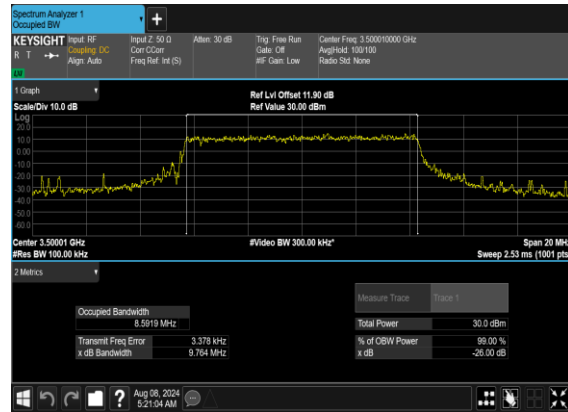 Spectrum Analyzer 1
Occupied BW
KEYSIGHT
R T
LV
Input: RF
Coupling: DC
Align: Auto
Input Z: 50 Ω
Corr CCorr
Freq Ref: Int (S)
Atten: 30 dB
Trig: Free Run
Gate: Off
#IF Gain: Low
Center Freq: 3.500010000 GHz
Avg|Hold: 100/100
Radio Std: None
1 Graph
Scale/Div 10.0 dB
Ref Lvl Offset 11.90 dB
Ref Value 30.00 dBm
Log
20.0
10.0
0.00
-10.0
-20.0
-30.0
-40.0
-50.0
-60.0
Center 3.50001 GHz
#Res BW 100.00 kHz
#Video BW 300.00 kHz*
Span 20 MHz
Sweep 2.53 ms (1001 pts
2 Metrics
Measure Trace Trace 1
Occupied Bandwidth
8.5919 MHz
Total Power 30.0 dBm
Transmit Freq Error 3.378 kHz
% of OBW Power 99.00 %
x dB Bandwidth 9.764 MHz
x dB -26.00 dB
Aug 08, 2024
5:21:04 AM